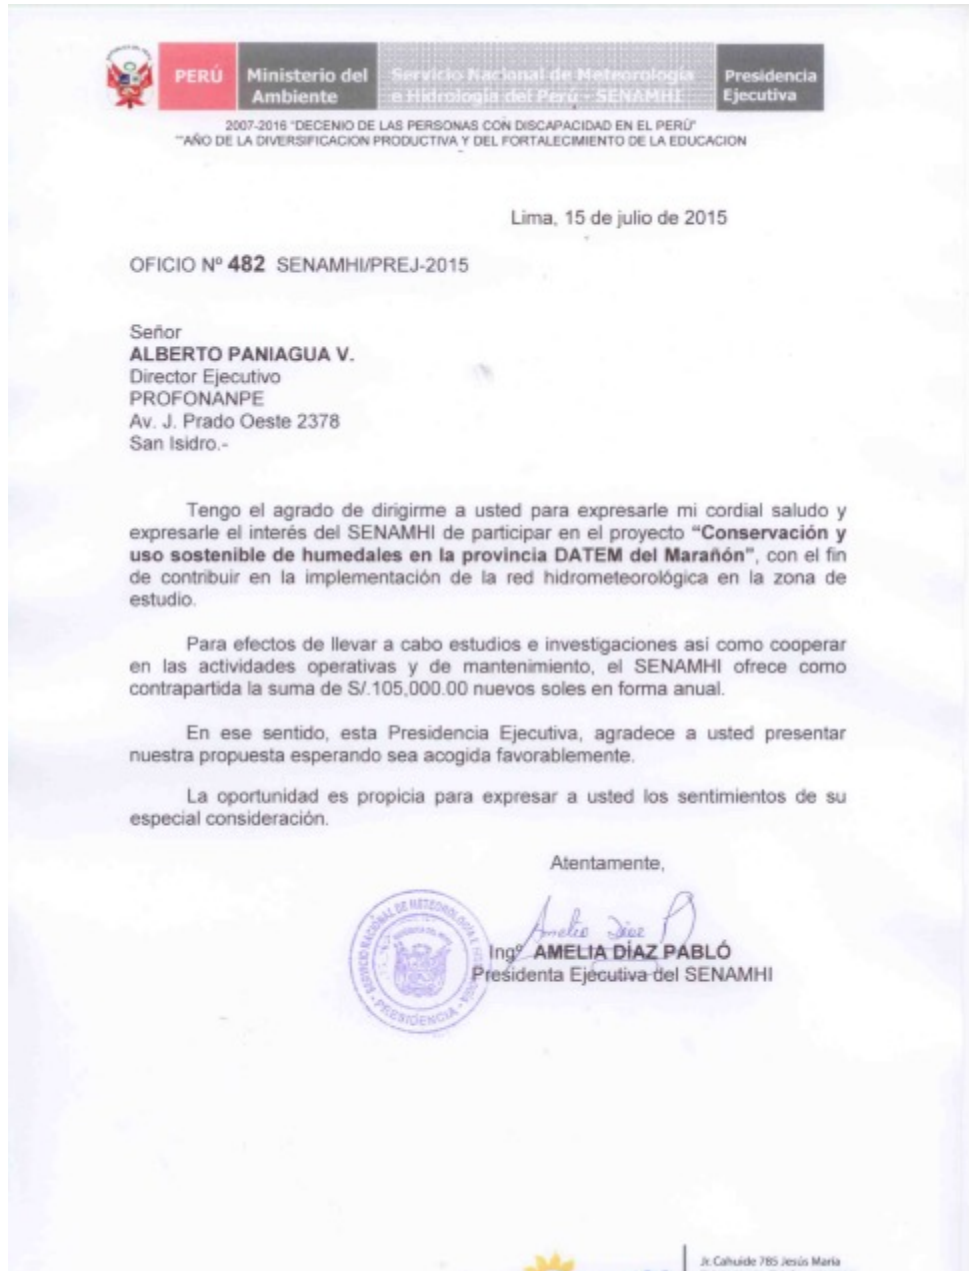 PERÚ
Ministerio del
Ambiente
Servicio Nacional de Meteorología
e Hidrología del Perú - SENAMHI
Presidencia
Ejecutiva
2007-2016 "DECENIO DE LAS PERSONAS CON DISCAPACIDAD EN EL PERÚ"
""AÑO DE LA DIVERSIFICACION PRODUCTIVA Y DEL FORTALECIMIENTO DE LA EDUCACION
Lima, 15 de julio de 2015
OFICIO Nº 482 SENAMHI/PREJ-2015
Señor
ALBERTO PANIAGUA V.
Director Ejecutivo
PROFONANPE
Av. J. Prado Oeste 2378
San Isidro.-
Tengo el agrado de dirigirme a usted para expresarle mi cordial saludo y
expresarle el interés del SENAMHI de participar en el proyecto "Conservación y
uso sostenible de humedales en la provincia DATEM del Marañón", con el fin
de contribuir en la implementación de la red hidrometeorológica en la zona de
estudio.
Para efectos de llevar a cabo estudios e investigaciones asi como cooperar
en las actividades operativas y de mantenimiento, el SENAMHI ofrece como
contrapartida la suma de S/.105,000.00 nuevos soles en forma anual.
En ese sentido, esta Presidencia Ejecutiva, agradece a usted presentar
nuestra propuesta esperando sea acogida favorablemente.
La oportunidad es propicia para expresar a usted los sentimientos de su
especial consideración.
Atentamente,
Amelia Díaz P
Ingº AMELIA DÍAZ PABLÓ
Presidenta Ejecutiva del SENAMHI
SERVICIO NACIONAL DE METEOROLOGIA E HIDROLOGIA
- PRESIDENCIA -
Jr. Cahuide 785 Jesús María